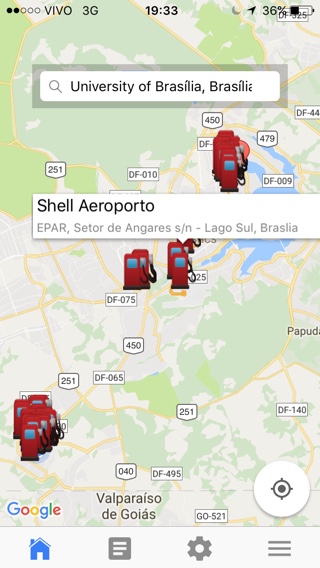 VIVO 3G 19:33 36%
DF-325
University of Brasília, Brasília
DF-44
450
479
251
DF-010
DF-009
Shell Aeroporto
EPAR, Setor de Angares s/n - Lago Sul, Braslia
025
DF-075
450
Papuda
251
DF-065
251
DF-140
040
DF-495
Valparaíso
de Goiás
GO-521
Google